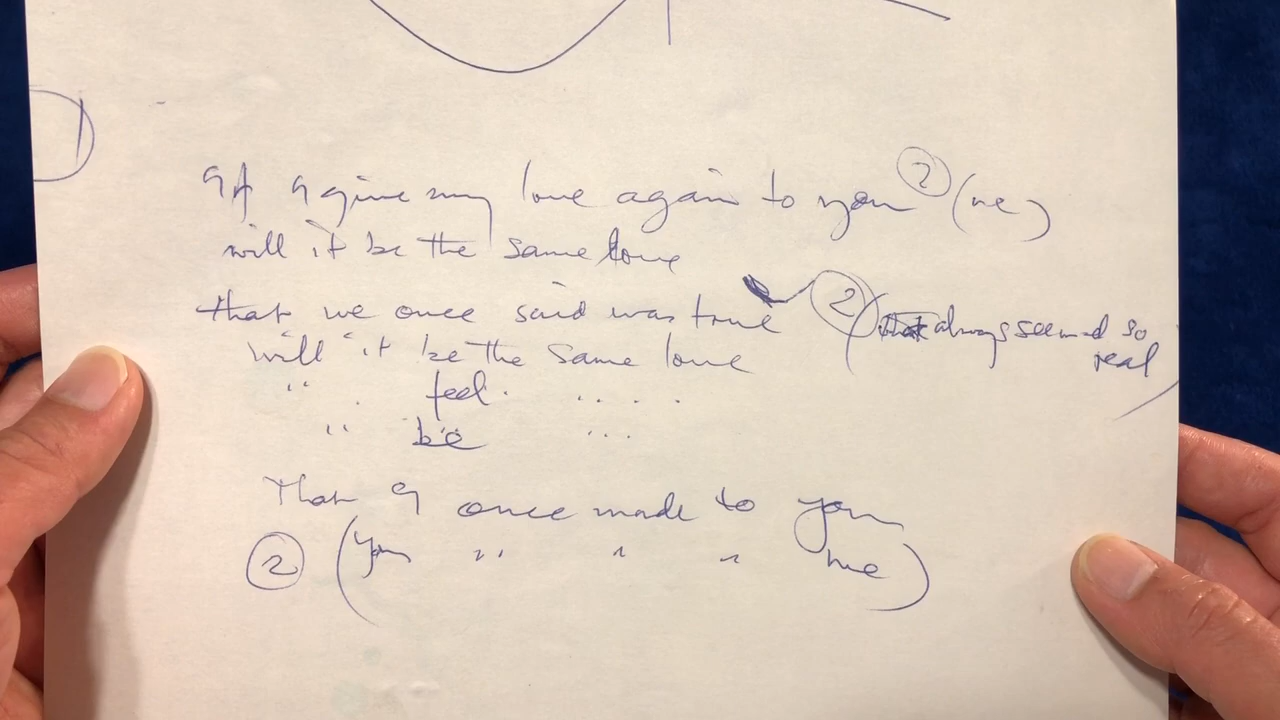 1
If I give my love again to you ② (me)
will it be the same love
that we once said was true ② (that always seemed so
real)
will it be the same love
" . feel . . . . .
" be " . .
That I once made to you
② (you " " " me)